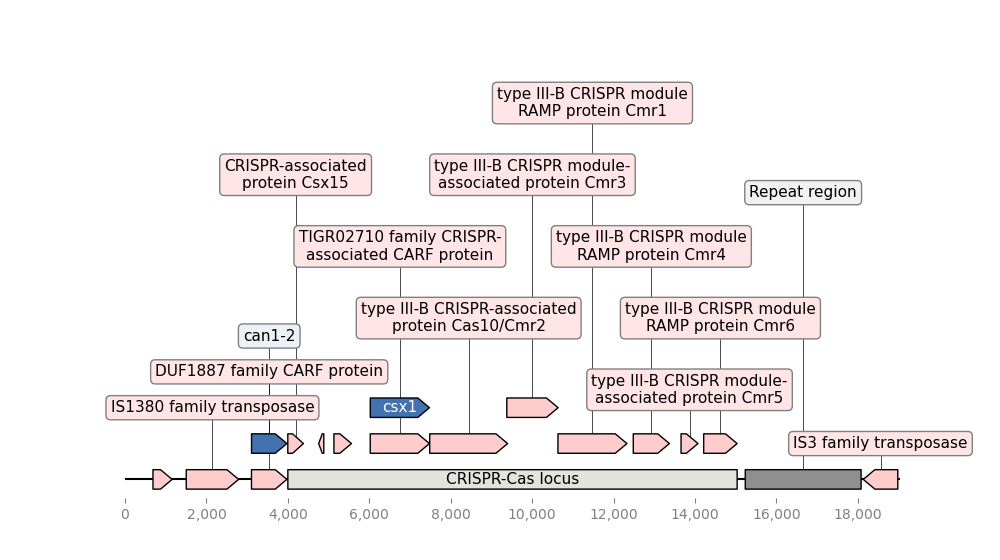 type III-B CRISPR module
RAMP protein Cmr1
CRISPR-associated
protein Csx15
type III-B CRISPR module-
associated protein Cmr3
Repeat region
TIGR02710 family CRISPR-
associated CARF protein
type III-B CRISPR module
RAMP protein Cmr4
type III-B CRISPR-associated
protein Cas10/Cmr2
type III-B CRISPR module
RAMP protein Cmr6
can1-2
DUF1887 family CARF protein
type III-B CRISPR module-
associated protein Cmr5
IS1380 family transposase
csx1
IS3 family transposase
CRISPR-Cas locus
0 2,000 4,000 6,000 8,000 10,000 12,000 14,000 16,000 18,000